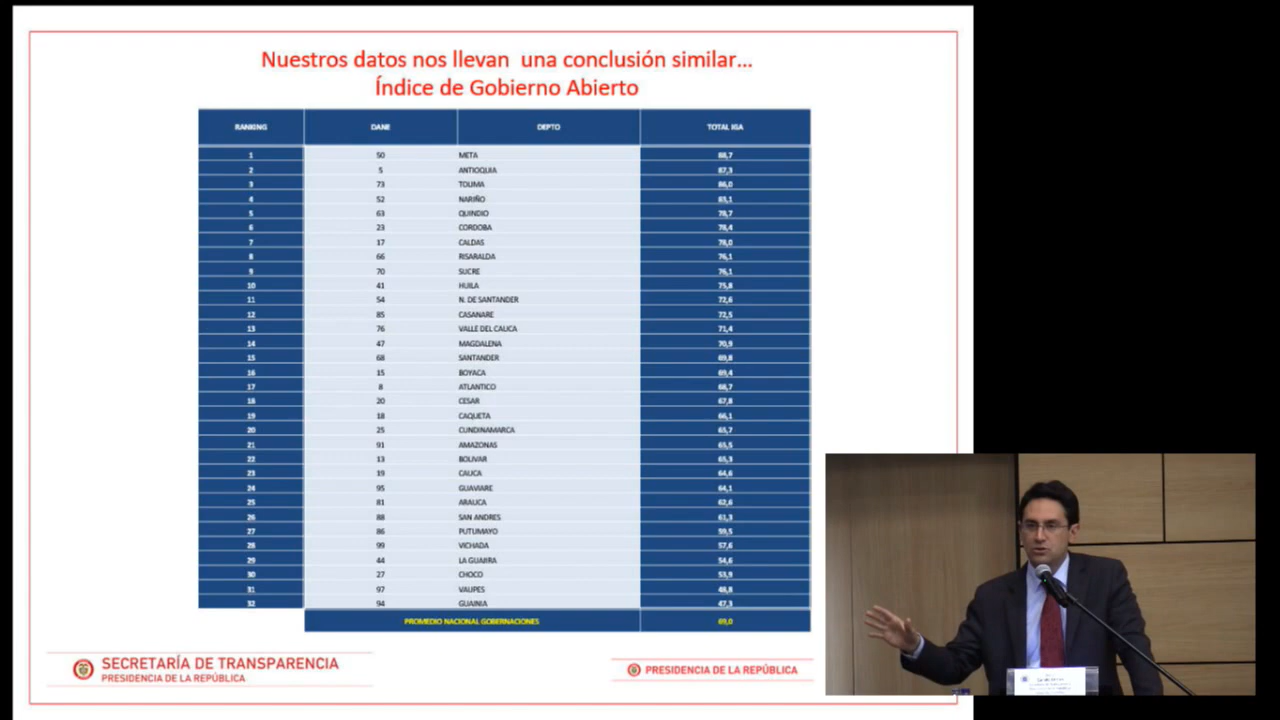 Nuestros datos nos llevan una conclusión similar...
Índice de Gobierno Abierto
RANKING DANE DEPTO TOTAL IGA
1 50 META 88,7
2 5 ANTIOQUIA 87,3
3 73 TOLIMA 86,0
4 52 NARIÑO 83,1
5 63 QUINDIO 78,7
6 23 CORDOBA 78,4
7 17 CALDAS 78,0
8 66 RISARALDA 76,1
9 70 SUCRE 76,1
10 41 HUILA 75,8
11 54 N. DE SANTANDER 72,6
12 85 CASANARE 72,5
13 76 VALLE DEL CAUCA 71,4
14 47 MAGDALENA 70,9
15 68 SANTANDER 69,8
16 15 BOYACA 69,4
17 8 ATLANTICO 68,7
18 20 CESAR 67,8
19 18 CAQUETA 66,1
20 25 CUNDINAMARCA 65,7
21 91 AMAZONAS 65,5
22 13 BOLIVAR 65,3
23 19 CAUCA 64,6
24 95 GUAVIARE 64,1
25 81 ARAUCA 62,6
26 88 SAN ANDRES 61,3
27 86 PUTUMAYO 59,5
28 99 VICHADA 57,6
29 44 LA GUAJIRA 54,6
30 27 CHOCO 53,9
31 97 VAUPES 48,8
32 94 GUAINIA 47,3
PROMEDIO NACIONAL GOBERNACIONES 69,0
SECRETARÍA DE TRANSPARENCIA
PRESIDENCIA DE LA REPÚBLICA
PRESIDENCIA DE LA REPÚBLICA